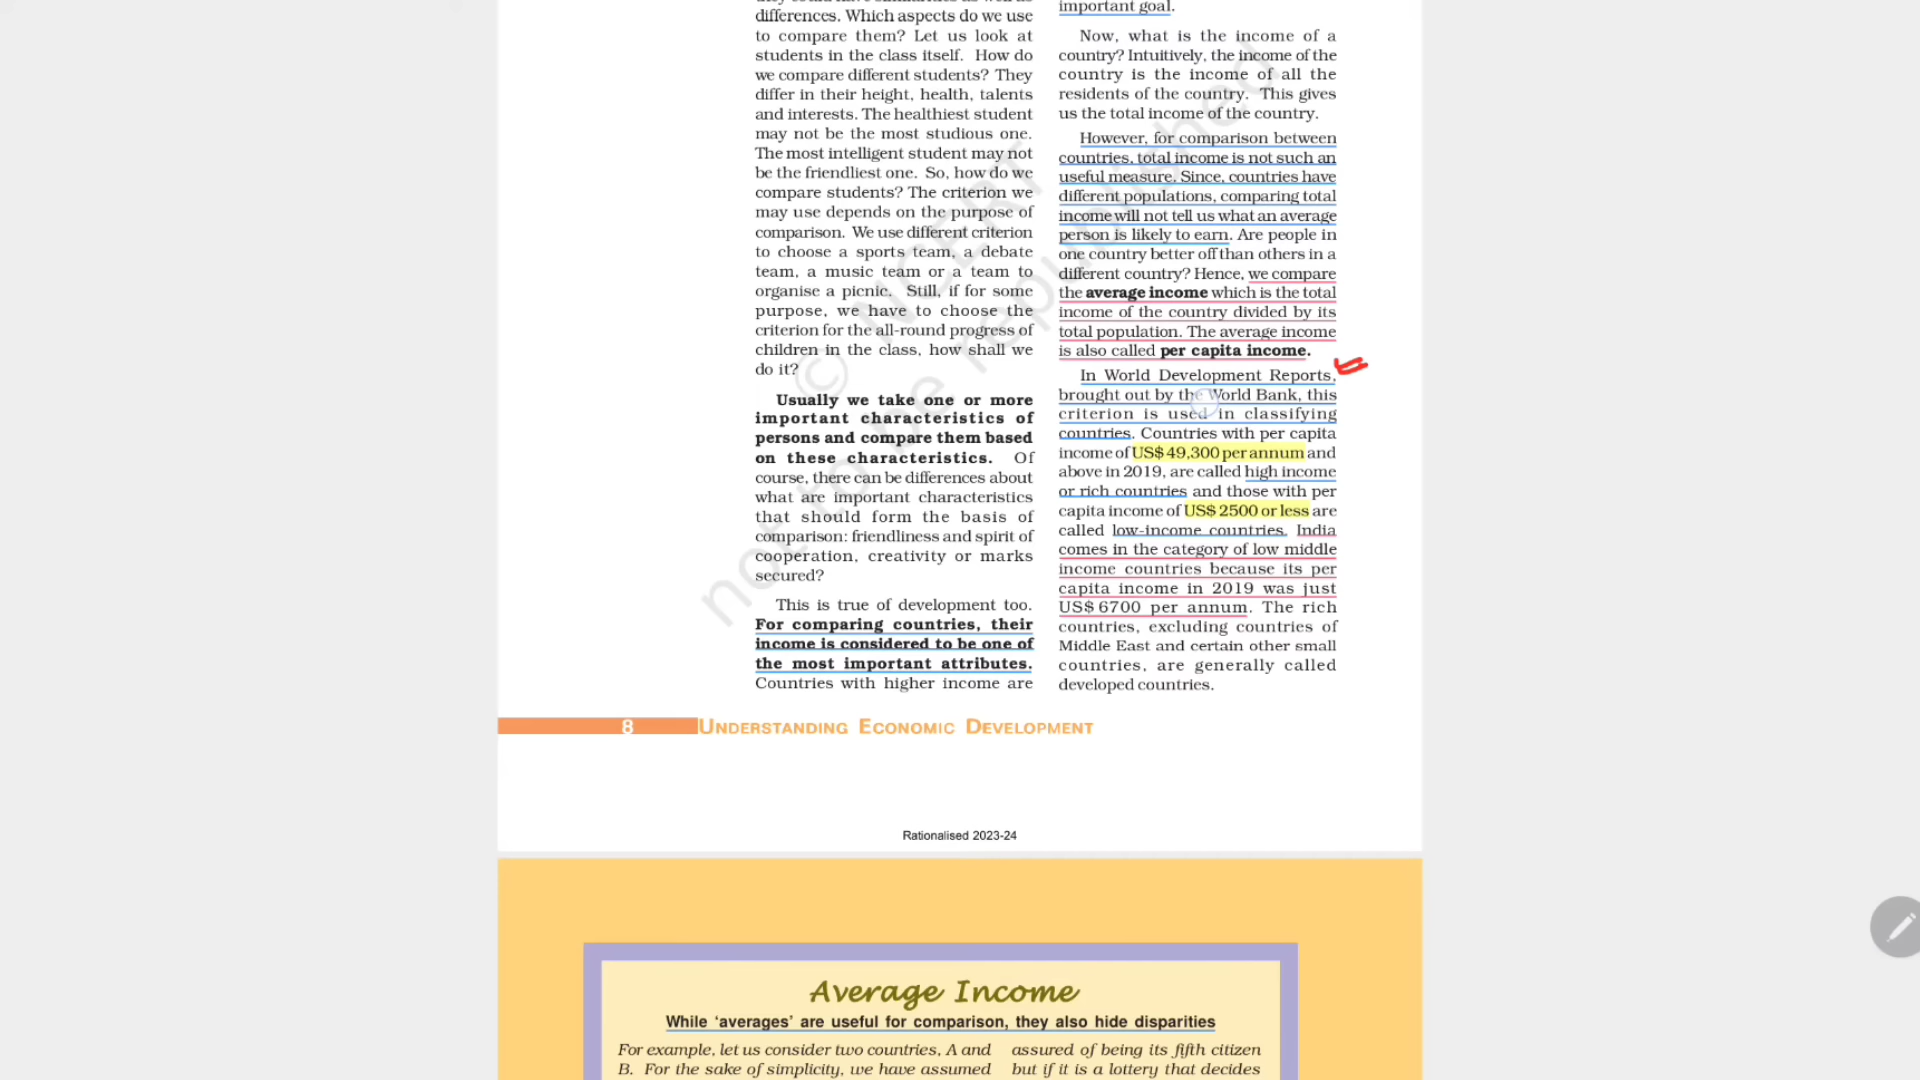 differences. Which aspects do we use
to compare them? Let us look at
students in the class itself. How do
we compare different students? They
differ in their height, health, talents
and interests. The healthiest student
may not be the most studious one.
The most intelligent student may not
be the friendliest one. So, how do we
compare students? The criterion we
may use depends on the purpose of
comparison. We use different criterion
to choose a sports team, a debate
team, a music team or a team to
organise a picnic. Still, if for some
purpose, we have to choose the
criterion for the all-round progress of
children in the class, how shall we
do it?
Usually we take one or more
important characteristics of
persons and compare them based
on these characteristics. Of
course, there can be differences about
what are important characteristics
that should form the basis of
comparison: friendliness and spirit of
cooperation, creativity or marks
secured?
This is true of development too.
For comparing countries, their
income is considered to be one of
the most important attributes.
Countries with higher income are
important goal.
Now, what is the income of a
country? Intuitively, the income of the
country is the income of all the
residents of the country. This gives
us the total income of the country.
However, for comparison between
countries, total income is not such an
useful measure. Since, countries have
different populations, comparing total
income will not tell us what an average
person is likely to earn. Are people in
one country better off than others in a
different country? Hence, we compare
the average income which is the total
income of the country divided by its
total population. The average income
is also called per capita income.
In World Development Reports,
brought out by the World Bank, this
criterion is used in classifying
countries. Countries with per capita
income of US$ 49,300 per annum and
above in 2019, are called high income
or rich countries and those with per
capita income of US$ 2500 or less are
called low-income countries. India
comes in the category of low middle
income countries because its per
capita income in 2019 was just
US$ 6700 per annum. The rich
countries, excluding countries of
Middle East and certain other small
countries, are generally called
developed countries.
© NCERT
not to be republished
8 UNDERSTANDING ECONOMIC DEVELOPMENT
Rationalised 2023-24
Average Income
While ‘averages’ are useful for comparison, they also hide disparities
For example, let us consider two countries, A and
B. For the sake of simplicity, we have assumed
assured of being its fifth citizen
but if it is a lottery that decides